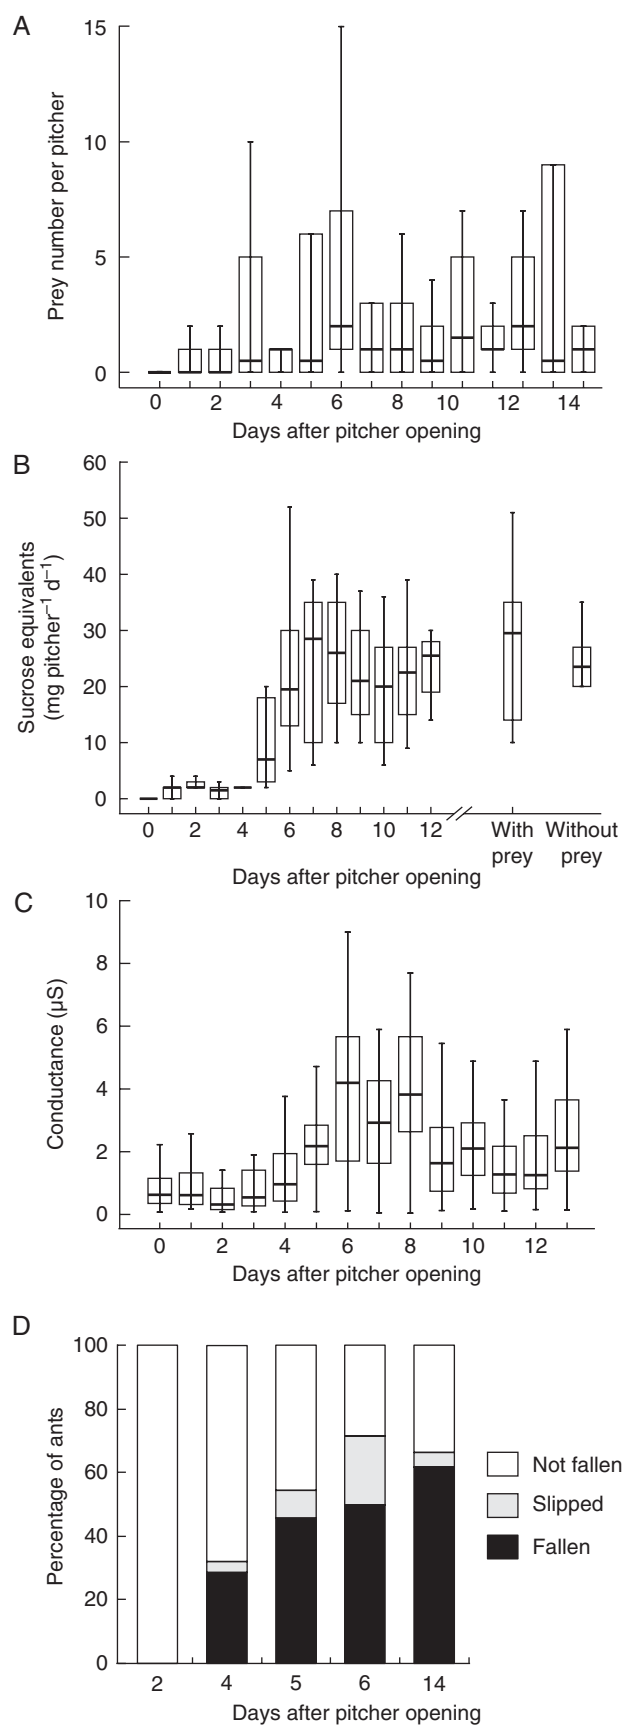 A
15
10
5
0
Prey number per pitcher
0 2 4 6 8 10 12 14
Days after pitcher opening
B
60
50
40
30
20
10
0
Sucrose equivalents
(mg pitcher⁻¹ d⁻¹)
0 2 4 6 8 10 12 With Without
prey prey
Days after pitcher opening
C
10
8
6
4
2
0
Conductance (µS)
0 2 4 6 8 10 12
Days after pitcher opening
D
100
80
60
40
20
0
Percentage of ants
Not fallen
Slipped
Fallen
2 4 5 6 14
Days after pitcher opening